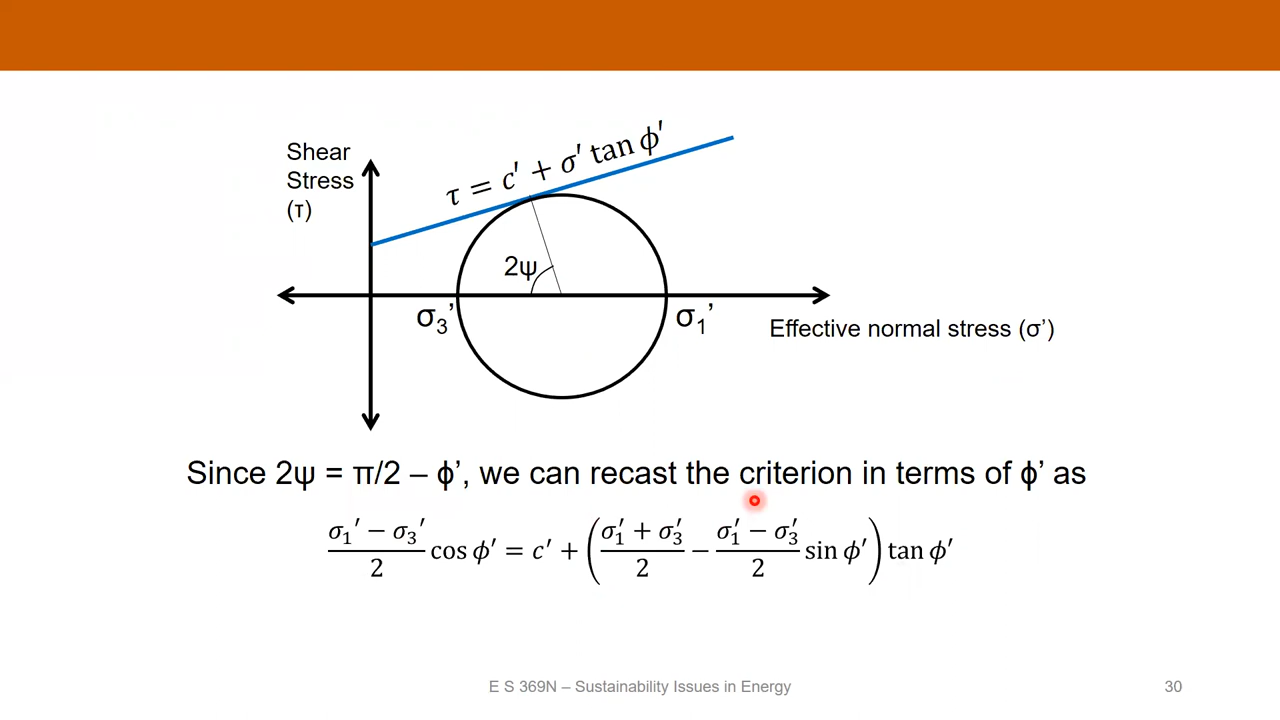 Shear
Stress
(τ)
τ = c′ + σ′ tan ϕ′
2ψ
σ₃’
σ₁’
Effective normal stress (σ’)
Since 2ψ = π/2 – ϕ’, we can recast the criterion in terms of ϕ’ as
(σ₁′ − σ₃′)/2 cos ϕ′ = c′ + ((σ₁′ + σ₃′)/2 − (σ₁′ − σ₃′)/2 sin ϕ′) tan ϕ′
E S 369N – Sustainability Issues in Energy
30